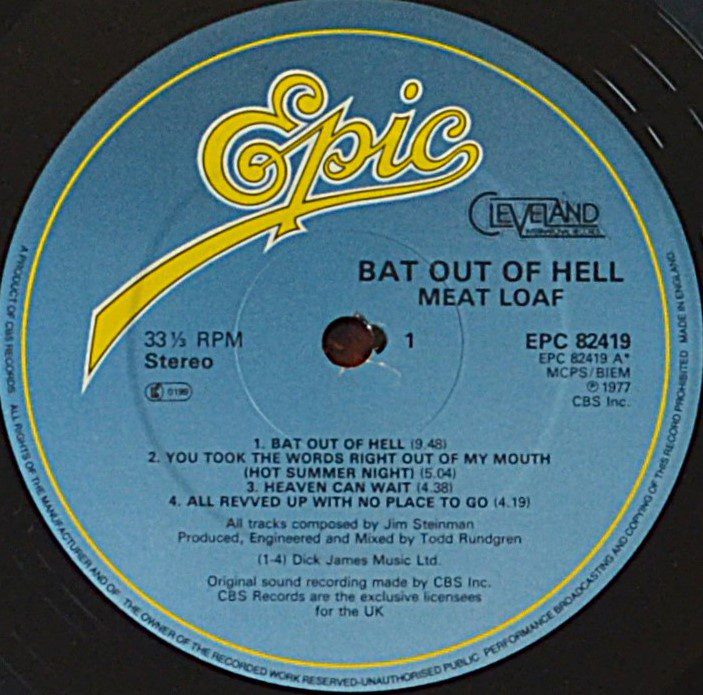 Epic
CLEVELAND
INTERNATIONAL RECORDS
BAT OUT OF HELL
MEAT LOAF
33⅓ RPM
Stereo
0199
1
EPC 82419
EPC 82419 A*
MCPS/BIEM
℗ 1977
CBS Inc.
1. BAT OUT OF HELL (9.48)
2. YOU TOOK THE WORDS RIGHT OUT OF MY MOUTH
(HOT SUMMER NIGHT) (5.04)
3. HEAVEN CAN WAIT (4.38)
4. ALL REVVED UP WITH NO PLACE TO GO (4.19)
All tracks composed by Jim Steinman
Produced, Engineered and Mixed by Todd Rundgren
(1-4) Dick James Music Ltd.
Original sound recording made by CBS Inc.
CBS Records are the exclusive licensees
for the UK
A PRODUCT OF CBS RECORDS ALL RIGHTS OF THE MANUFACTURER AND OF THE OWNER OF THE RECORDED WORK RESERVED-UNAUTHORISED PUBLIC PERFORMANCE BROADCASTING AND COPYING OF THIS RECORD PROHIBITED MADE IN ENGLAND